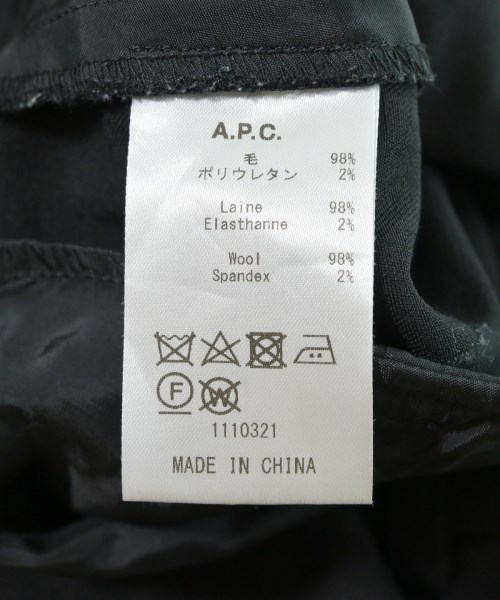 A.P.C.
毛 98%
ポリウレタン 2%
Laine 98%
Elasthanne 2%
Wool 98%
Spandex 2%
F W
1110321
MADE IN CHINA